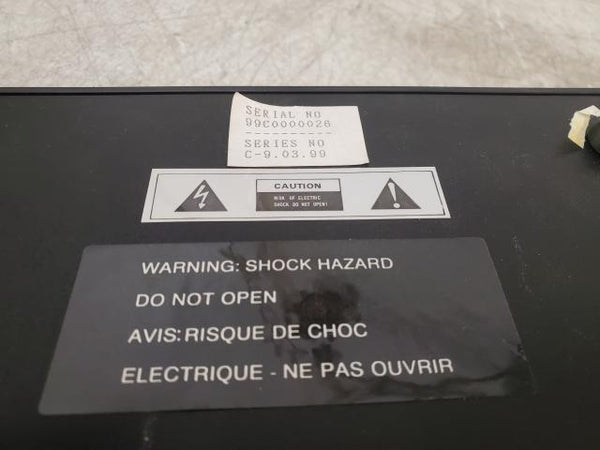 SERIAL NO
99C0000026
----------
SERIES NO
C-9.03.99
CAUTION
RISK OF ELECTRIC
SHOCK DO NOT OPEN!
WARNING: SHOCK HAZARD
DO NOT OPEN
AVIS: RISQUE DE CHOC
ELECTRIQUE - NE PAS OUVRIR